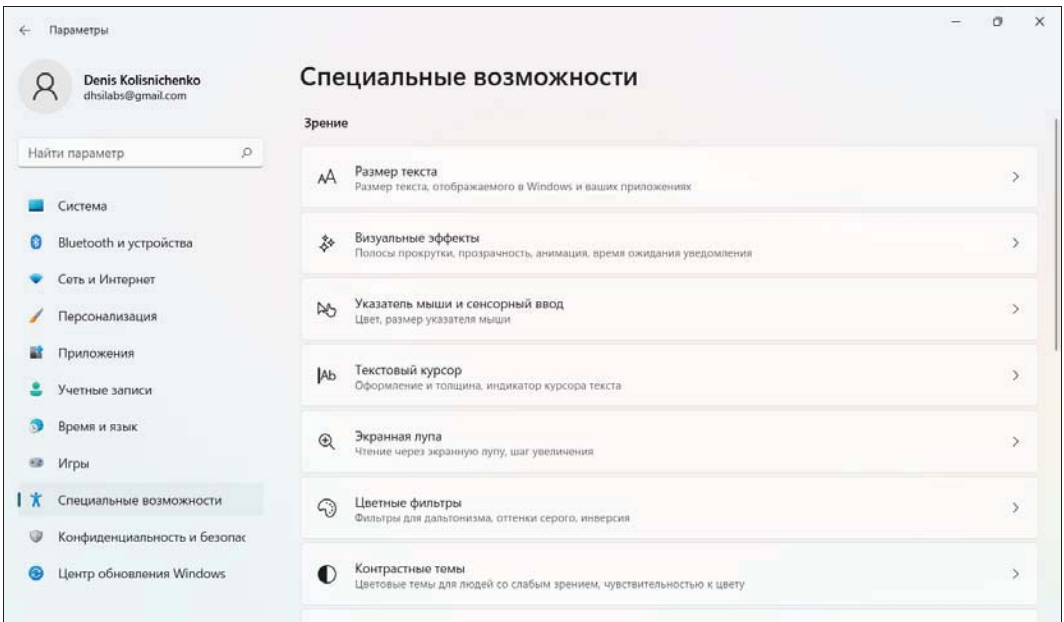 Параметры
Denis Kolisnichenko
dhsilabs@gmail.com
Найти параметр
Система
Bluetooth и устройства
Сеть и Интернет
Персонализация
Приложения
Учетные записи
Время и язык
Игры
Специальные возможности
Конфиденциальность и безопас
Центр обновления Windows
Специальные возможности
Зрение
Размер текста
Размер текста, отображаемого в Windows и ваших приложениях
Визуальные эффекты
Полосы прокрутки, прозрачность, анимация, время ожидания уведомления
Указатель мыши и сенсорный ввод
Цвет, размер указателя мыши
Текстовый курсор
Оформление и толщина, индикатор курсора текста
Экранная лупа
Чтение через экранную лупу, шаг увеличения
Цветные фильтры
Фильтры для дальтонизма, оттенки серого, инверсия
Контрастные темы
Цветовые темы для людей со слабым зрением, чувствительностью к цвету